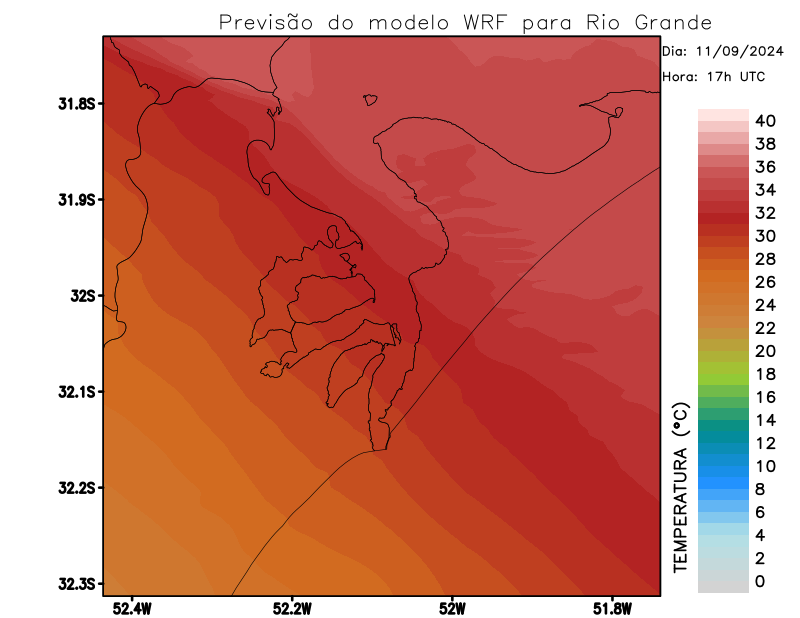 Previsão do modelo WRF para Rio Grande
Dia: 11/09/2024
Hora: 17h UTC
31.8S
31.9S
32S
32.1S
32.2S
32.3S
52.4W
52.2W
52W
51.8W
TEMPERATURA (°C)
40
38
36
34
32
30
28
26
24
22
20
18
16
14
12
10
8
6
4
2
0